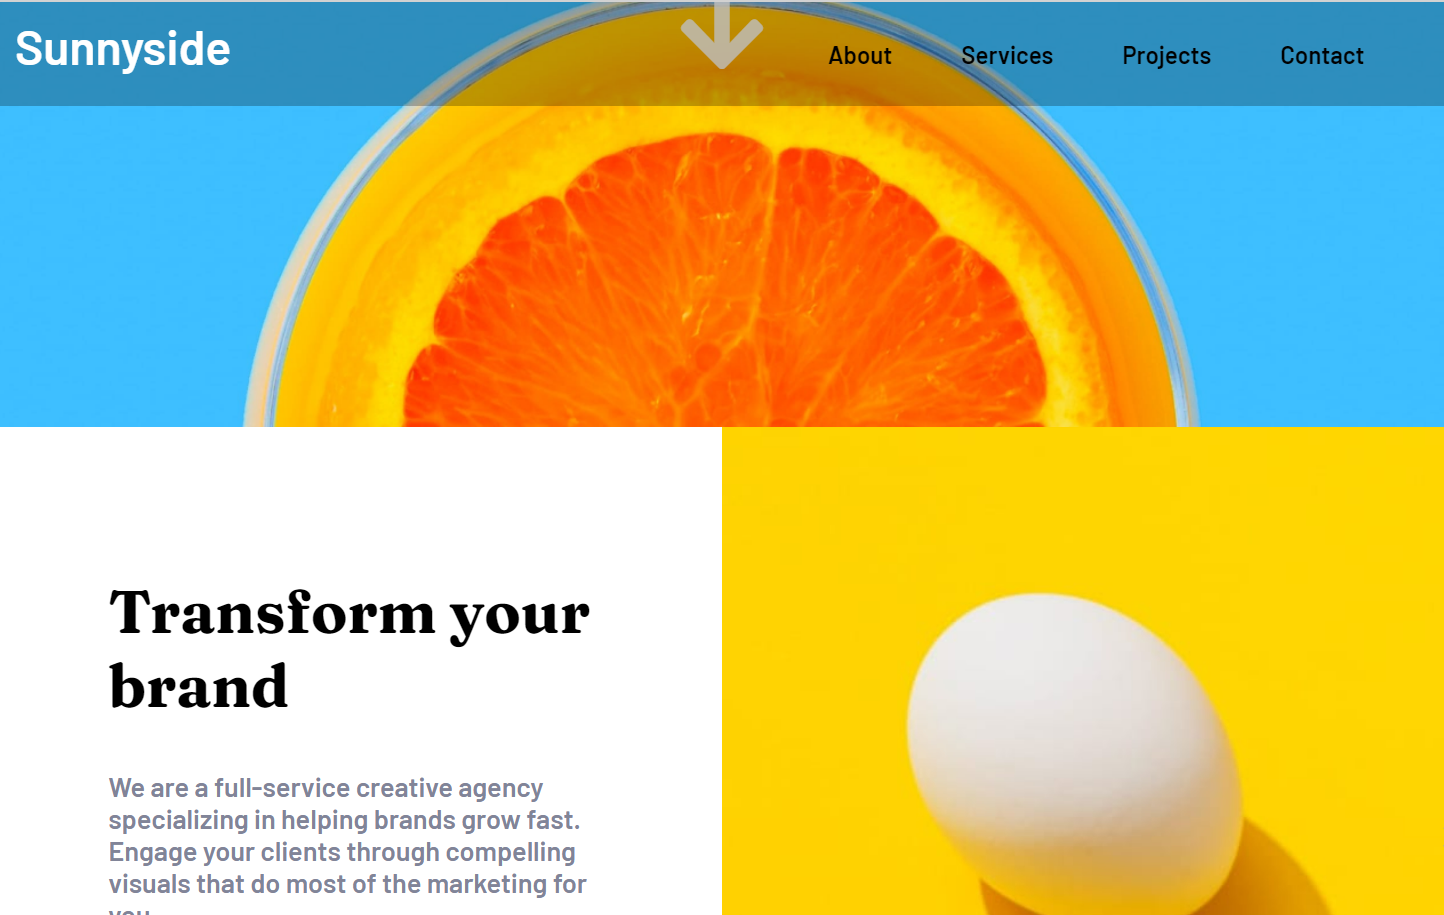 Sunnyside
About Services Projects Contact
Transform your
brand
We are a full-service creative agency
specializing in helping brands grow fast.
Engage your clients through compelling
visuals that do most of the marketing for
you.